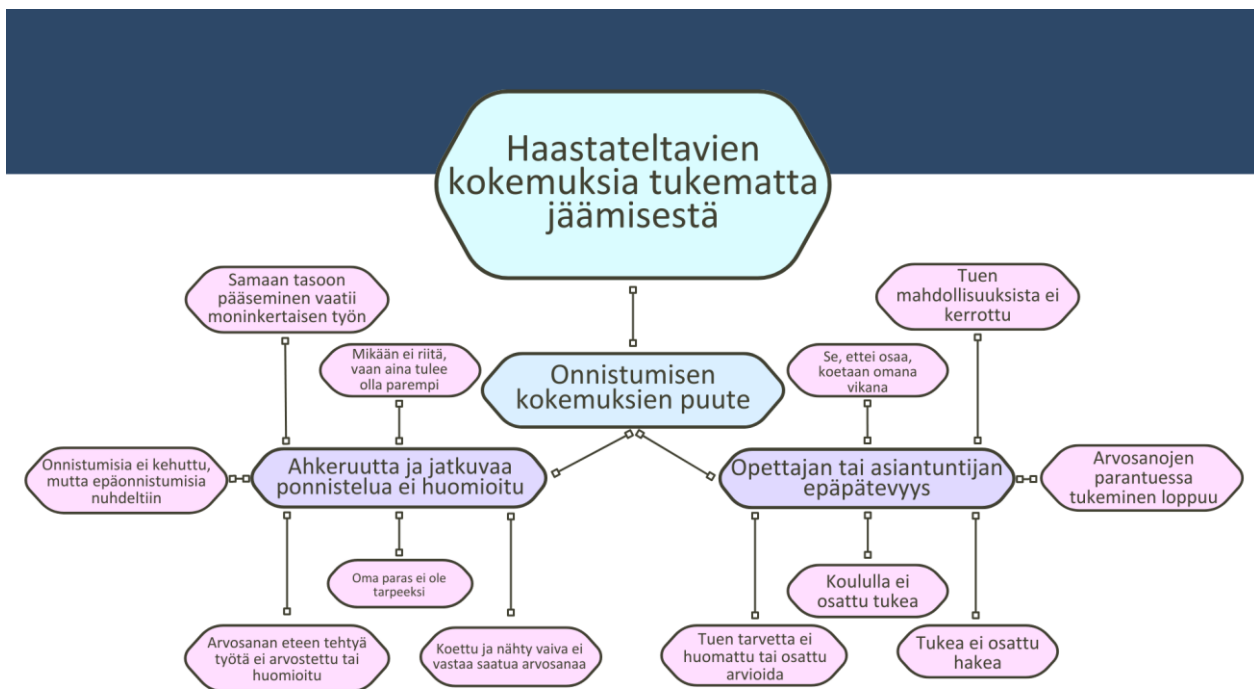 Haastateltavien
kokemuksia tukematta
jäämisestä
Samaan tasoon
pääseminen vaatii
moninkertaisen työn
Tuen
mahdollisuuksista ei
kerrottu
Mikään ei riitä,
vaan aina tulee
olla parempi
Onnistumisen
kokemuksien puute
Se, ettei osaa,
koetaan omana
vikana
Onnistumisia ei kehuttu,
mutta epäonnistumisia
nuhdeltiin
Ahkeruutta ja jatkuvaa
ponnistelua ei huomioitu
Opettajan tai asiantuntijan
epäpätevyys
Arvosanojen
parantuessa
tukeminen loppuu
Oma paras ei ole
tarpeeksi
Koululla ei
osattu tukea
Arvosanan eteen tehtyä
työtä ei arvostettu tai
huomioitu
Koettu ja nähty vaiva ei
vastaa saatua arvosanaa
Tuen tarvetta ei
huomattu tai osattu
arvioida
Tukea ei osattu
hakea